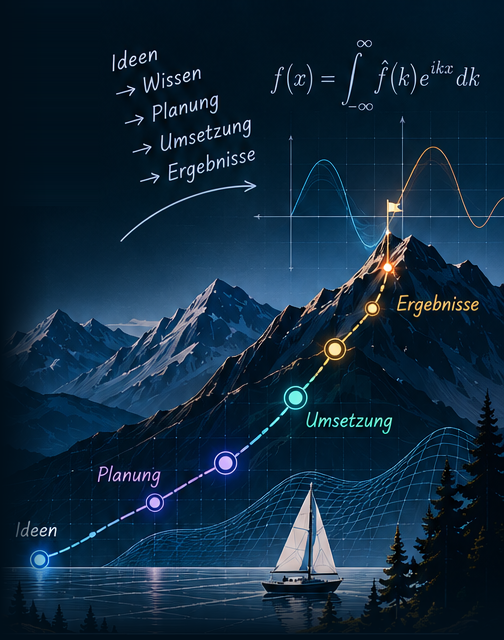 Ideen
→ Wissen
→ Planung
→ Umsetzung
→ Ergebnisse
f(x) = ∫_{-∞}^{∞} f̂(k) e^{ikx} dk
Ergebnisse
Umsetzung
Planung
Ideen